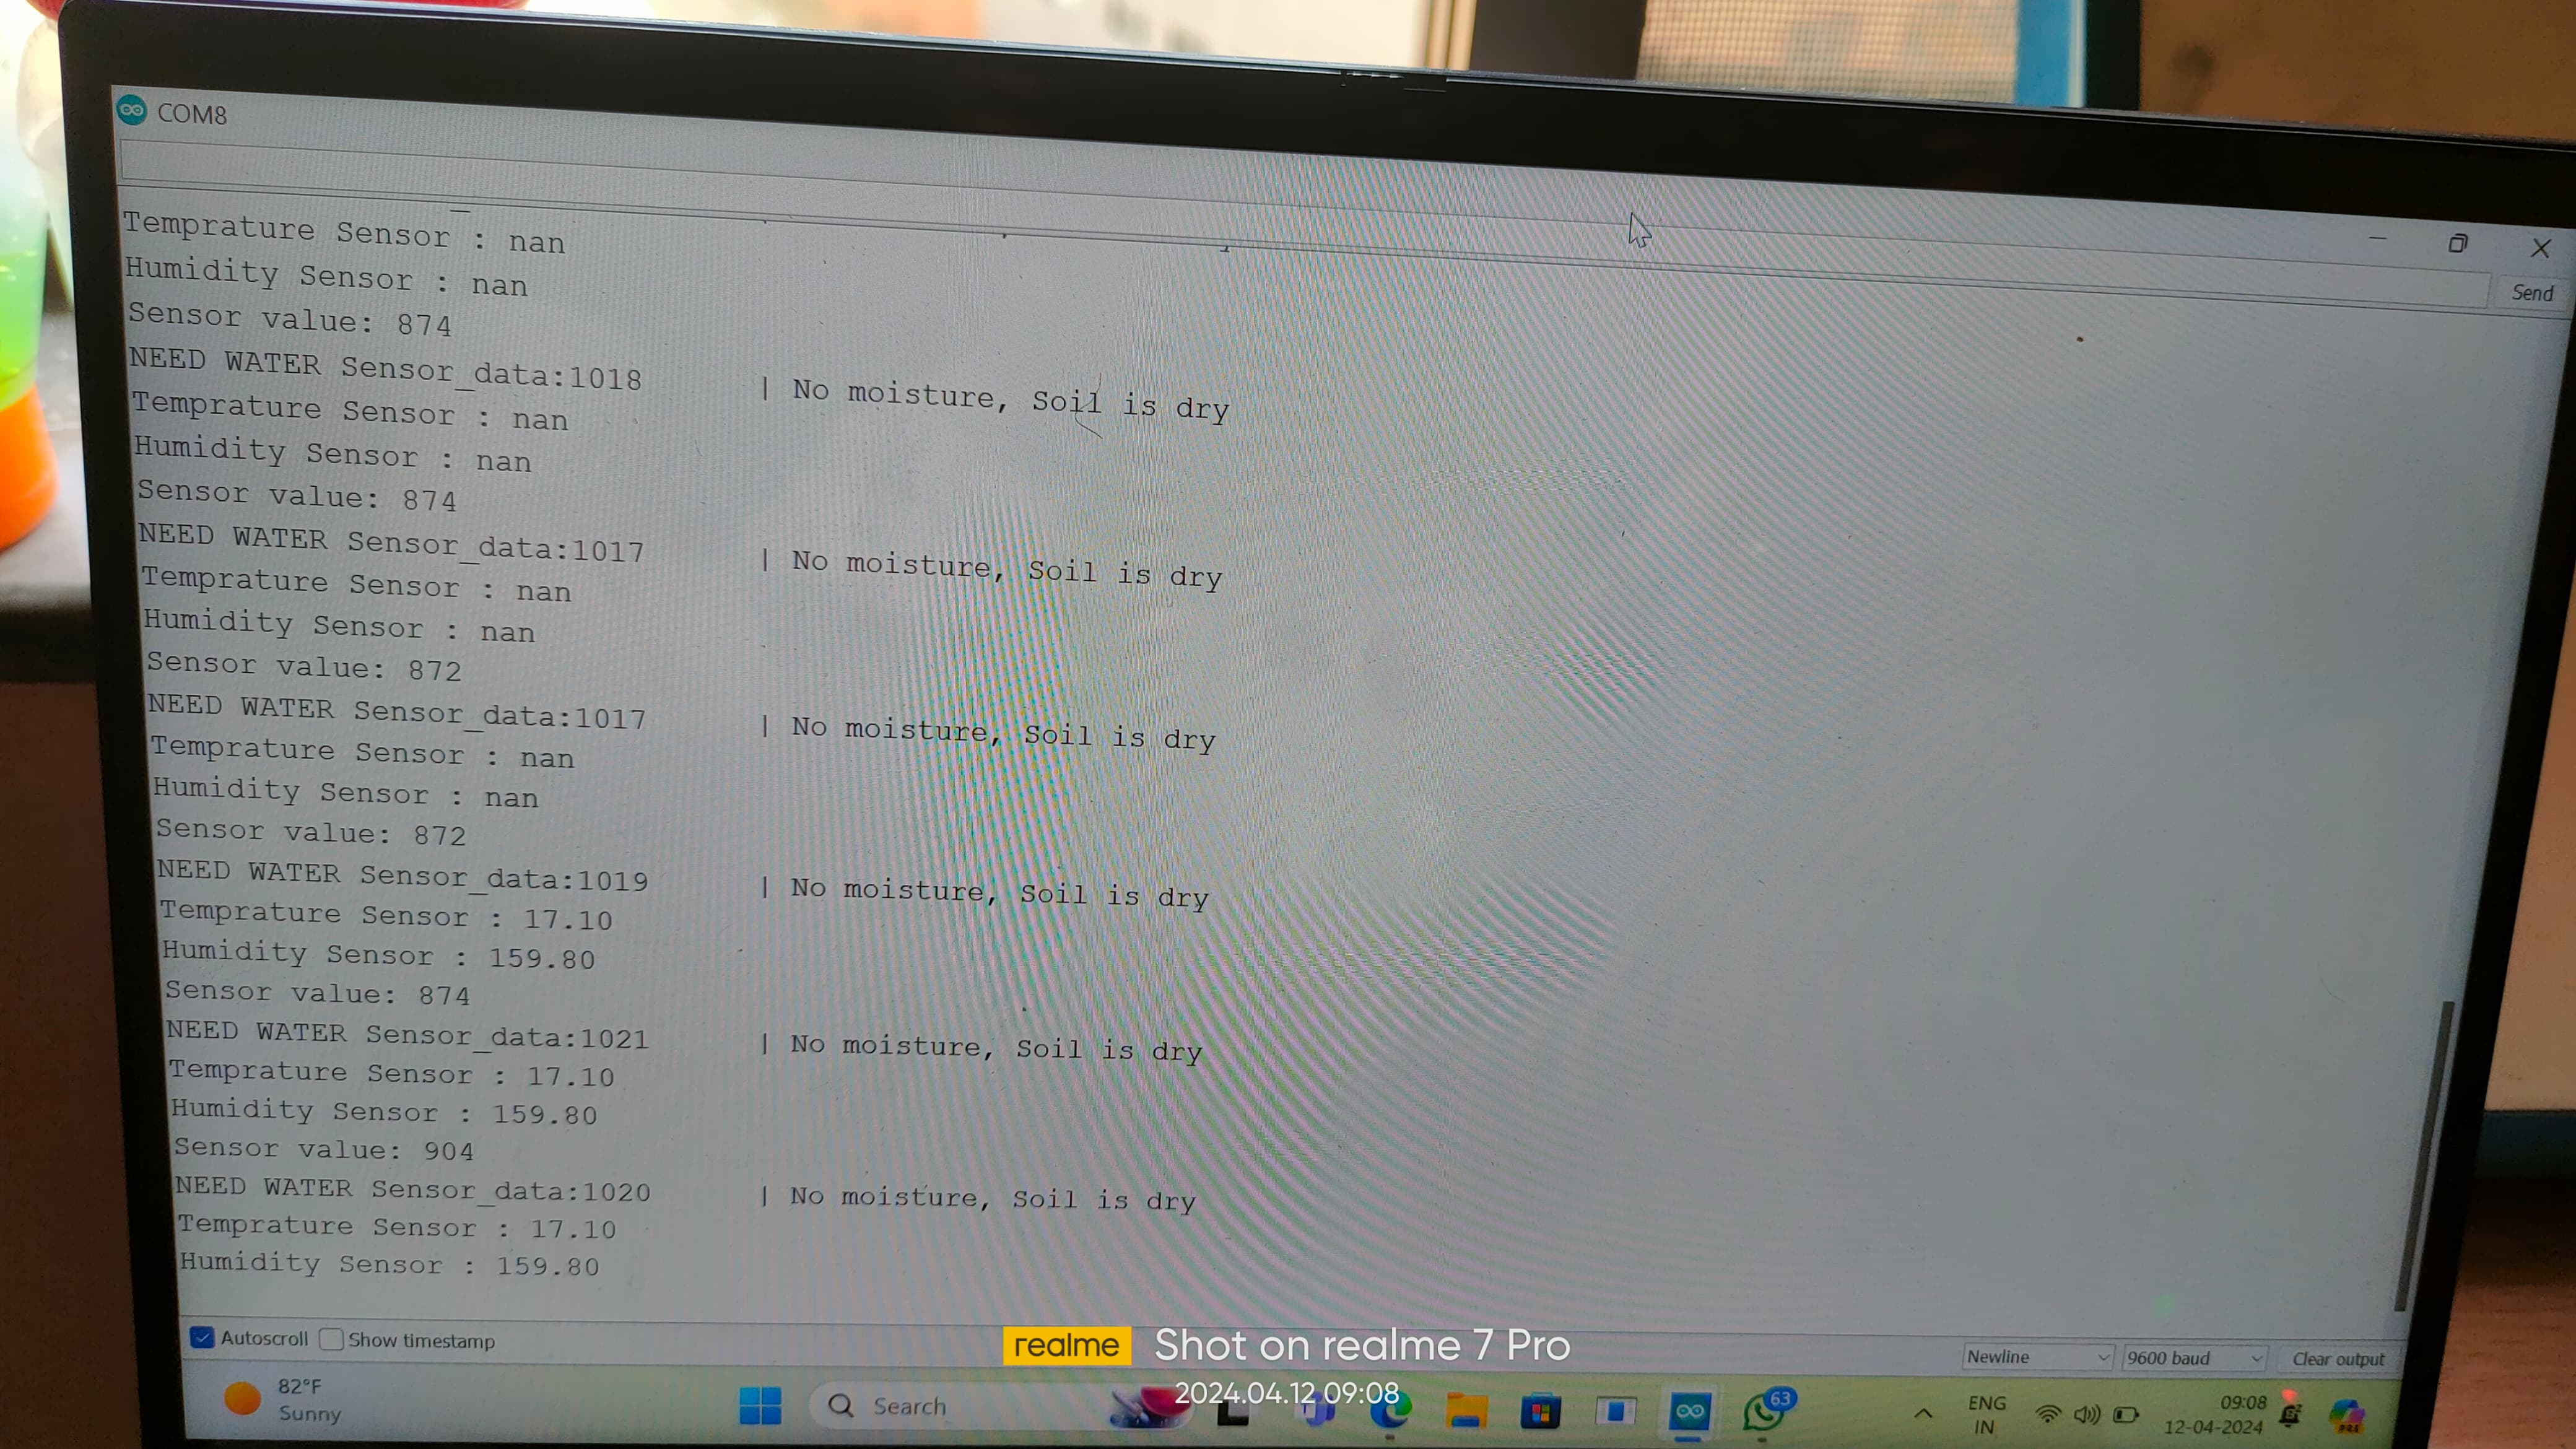 COM8
Send
Temprature Sensor : nan
Humidity Sensor : nan
Sensor value: 874
NEED WATER Sensor_data:1018 | No moisture, Soil is dry
Temprature Sensor : nan
Humidity Sensor : nan
Sensor value: 874
NEED WATER Sensor_data:1017 | No moisture, Soil is dry
Temprature Sensor : nan
Humidity Sensor : nan
Sensor value: 872
NEED WATER Sensor_data:1017 | No moisture, Soil is dry
Temprature Sensor : nan
Humidity Sensor : nan
Sensor value: 872
NEED WATER Sensor_data:1019 | No moisture, Soil is dry
Temprature Sensor : 17.10
Humidity Sensor : 159.80
Sensor value: 874
NEED WATER Sensor_data:1021 | No moisture, Soil is dry
Temprature Sensor : 17.10
Humidity Sensor : 159.80
Sensor value: 904
NEED WATER Sensor_data:1020 | No moisture, Soil is dry
Temprature Sensor : 17.10
Humidity Sensor : 159.80
Autoscroll Show timestamp
Newline 9600 baud Clear output
realme Shot on realme 7 Pro
2024.04.12 09:08
82°F
Sunny
Search
63
ENG
IN
09:08
12-04-2024